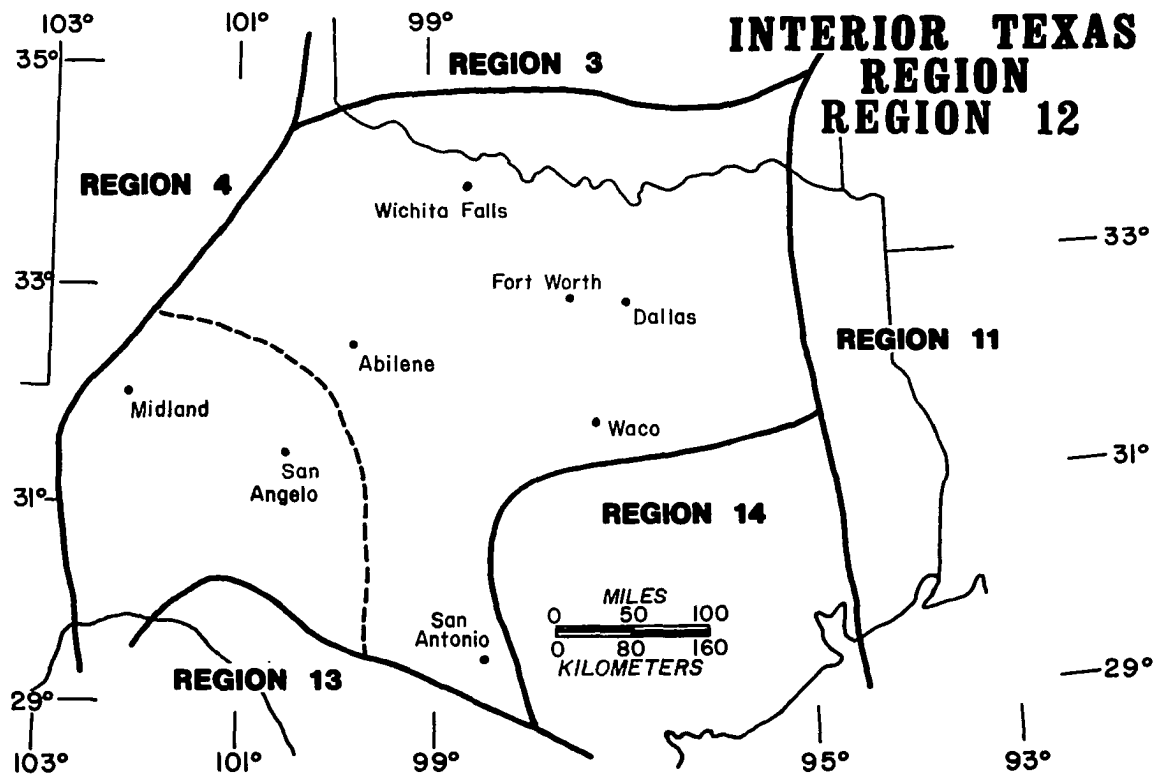 103°
101°
99°
INTERIOR TEXAS
REGION
REGION 12
35°
REGION 3
REGION 4
Wichita Falls
33°
33°
Fort Worth
Dallas
REGION 11
Abilene
Midland
Waco
San
Angelo
31°
31°
REGION 14
MILES
0 50 100
0 80 160
KILOMETERS
San
Antonio
REGION 13
29°
29°
103°
101°
99°
95°
93°